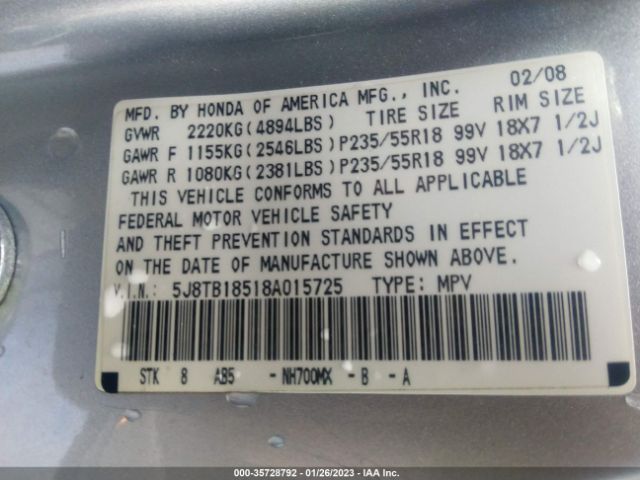 MFD. BY HONDA OF AMERICA MFG., INC. 02/08
GVWR 2220KG(4894LBS) TIRE SIZE RIM SIZE
GAWR F 1155KG(2546LBS)P235/55R18 99V 18X7 1/2J
GAWR R 1080KG(2381LBS)P235/55R18 99V 18X7 1/2J
THIS VEHICLE CONFORMS TO ALL APPLICABLE
FEDERAL MOTOR VEHICLE SAFETY
AND THEFT PREVENTION STANDARDS IN EFFECT
ON THE DATE OF MANUFACTURE SHOWN ABOVE.
V.I.N.: 5J8TB18518A015725 TYPE: MPV
STK 8 AB5 - NH700MX - B - A
000-35728792 - 01/26/2023 - IAA Inc.